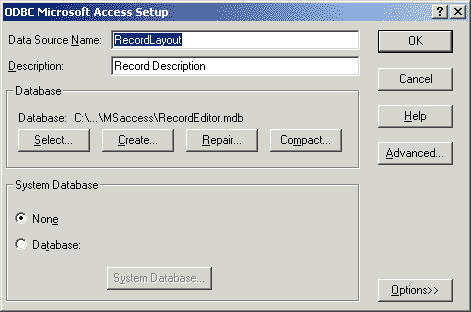 ODBC Microsoft Access Setup
Data Source Name: RecordLayout
OK
Description: Record Description
Cancel
Database
Database: C:\...\MSaccess\RecordEditor.mdb
Help
Select... Create... Repair... Compact...
Advanced...
System Database
None
Database:
System Database...
Options>>